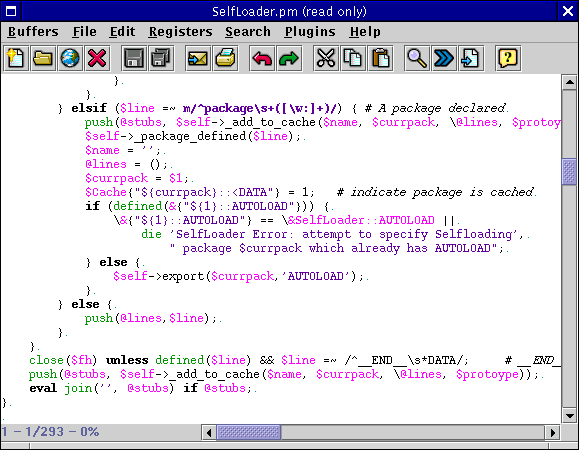 SelfLoader.pm (read only)
Buffers File Edit Registers Search Plugins Help
}.
}.
} elsif ($line =~ m/^package\s+([\w:]+)/) { # A package declared.
push(@stubs, $self->_add_to_cache($name, $currpack, \@lines, $protoype
$self->_package_defined($line);.
$name = '';.
@lines = ();.
$currpack = $1;.
$Cache{"${currpack}::<DATA"} = 1;   # indicate package is cached.
if (defined(&{"${1}::AUTOLOAD"})) {.
\&{"${1}::AUTOLOAD"} == \&SelfLoader::AUTOLOAD ||.
die 'SelfLoader Error: attempt to specify Selfloading',.
" package $currpack which already has AUTOLOAD";.
} else {.
$self->export($currpack,'AUTOLOAD');.
}.
} else {.
push(@lines,$line);.
}.
}.
close($fh) unless defined($line) && $line =~ /^__END__\s*DATA/;     # __END_
push(@stubs, $self->_add_to_cache($name, $currpack, \@lines, $protoype));.
eval join('', @stubs) if @stubs;.
}.
.
1 - 1/293 - 0%